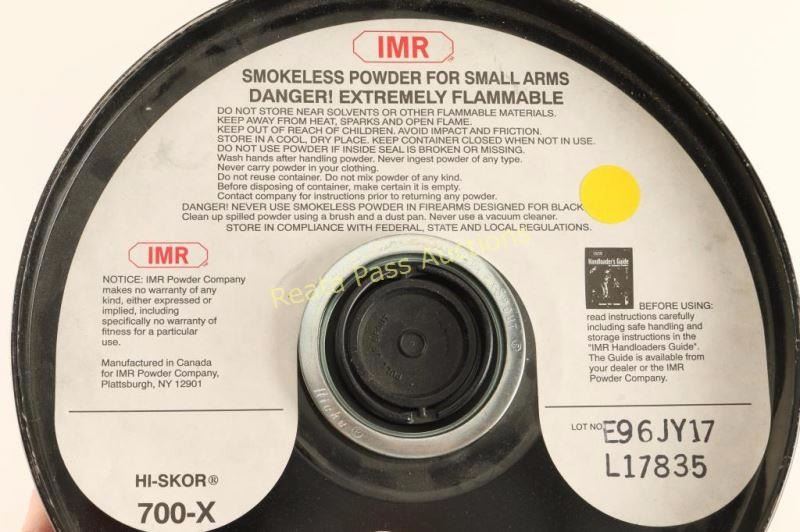 IMR
SMOKELESS POWDER FOR SMALL ARMS
DANGER! EXTREMELY FLAMMABLE
DO NOT STORE NEAR SOLVENTS OR OTHER FLAMMABLE MATERIALS.
KEEP AWAY FROM HEAT, SPARKS AND OPEN FLAME.
KEEP OUT OF REACH OF CHILDREN. AVOID IMPACT AND FRICTION.
STORE IN A COOL, DRY PLACE. KEEP CONTAINER CLOSED WHEN NOT IN USE.
DO NOT USE POWDER IF INSIDE SEAL IS BROKEN OR MISSING.
Wash hands after handling powder. Never ingest powder of any type.
Never carry powder in your clothing.
Do not reuse container. Do not mix powder of any kind.
Before disposing of container, make certain it is empty.
Contact company for instructions prior to returning any powder.
DANGER! NEVER USE SMOKELESS POWDER IN FIREARMS DESIGNED FOR BLACK
Clean up spilled powder using a brush and a dust pan. Never use a vacuum cleaner.
STORE IN COMPLIANCE WITH FEDERAL, STATE AND LOCAL REGULATIONS.
Reata Pass Auctions
IMR
NOTICE: IMR Powder Company
makes no warranty of any
kind, either expressed or
implied, including
specifically no warranty of
fitness for a particular
use.
Manufactured in Canada
for IMR Powder Company,
Plattsburgh, NY 12901
HI-SKOR®
700-X
Handloader's Guide
BEFORE USING:
read instructions carefully
including safe handling and
storage instructions in the
"IMR Handloaders Guide".
The Guide is available from
your dealer or the IMR
Powder Company.
LOT NO E96JY17
L17835